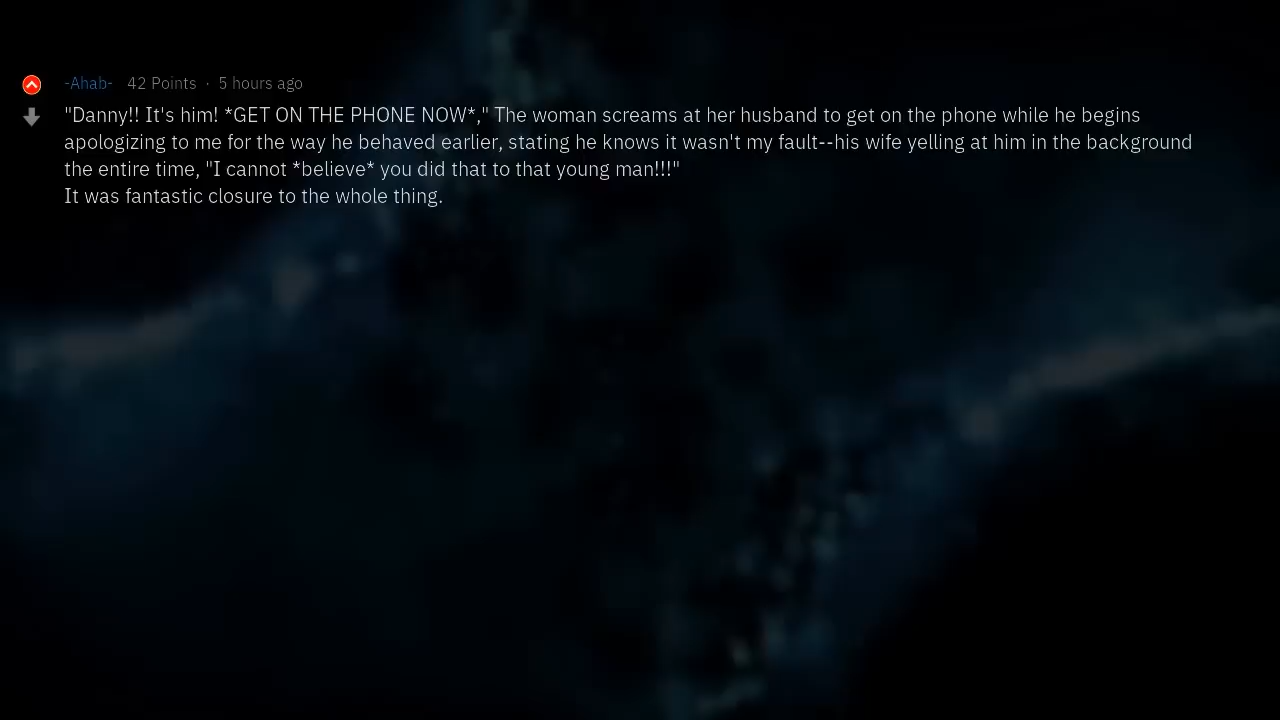 -Ahab- 42 Points · 5 hours ago
"Danny!! It's him! *GET ON THE PHONE NOW*," The woman screams at her husband to get on the phone while he begins
apologizing to me for the way he behaved earlier, stating he knows it wasn't my fault--his wife yelling at him in the background
the entire time, "I cannot *believe* you did that to that young man!!!"
It was fantastic closure to the whole thing.